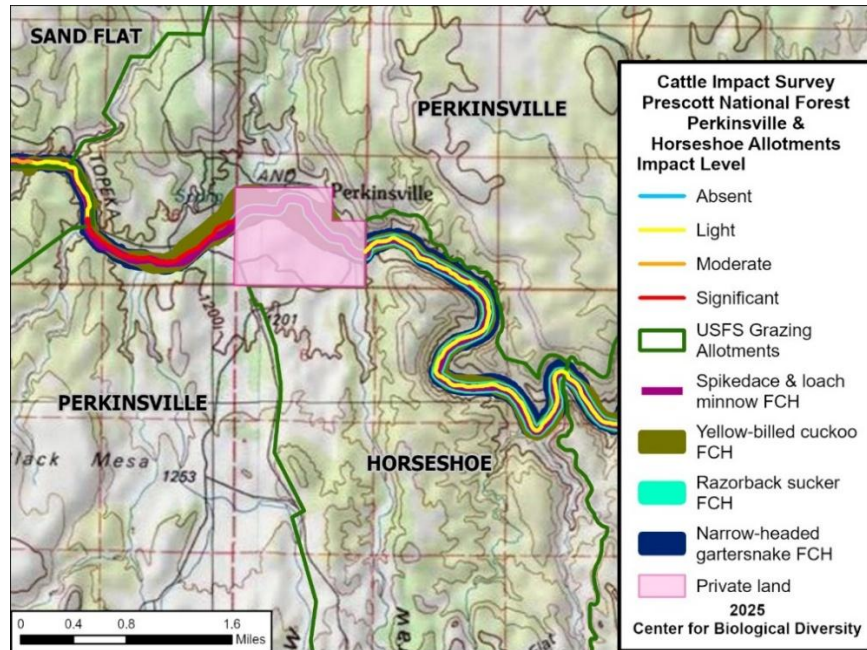 SAND FLAT
PERKINSVILLE
TOPEKA
AND
Perkinsville
36
1200
1201
6
PERKINSVILLE
lack Mesa
1253
HORSESHOE
0 0.4 0.8 1.6
Miles
Cattle Impact Survey
Prescott National Forest
Perkinsville &
Horseshoe Allotments
Impact Level
Absent
Light
Moderate
Significant
USFS Grazing
Allotments
Spikedace & loach
minnow FCH
Yellow-billed cuckoo
FCH
Razorback sucker
FCH
Narrow-headed
gartersnake FCH
Private land
2025
Center for Biological Diversity